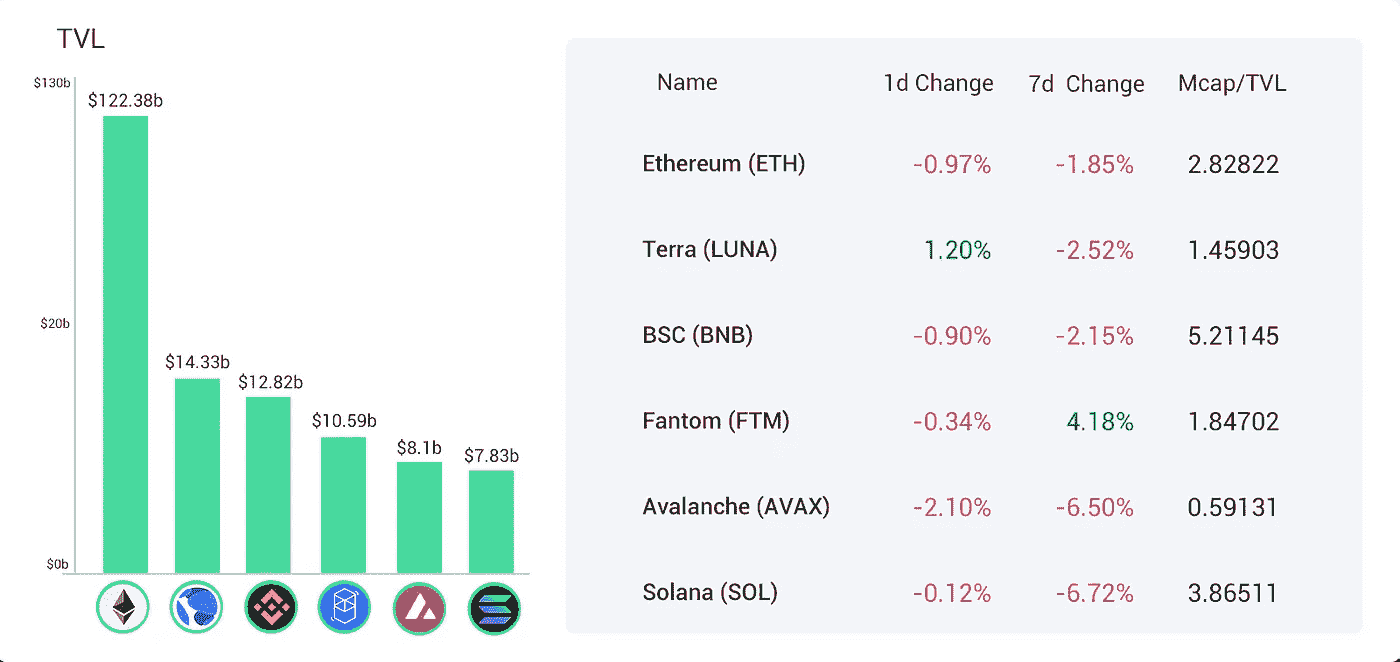 TVL
$130b
$122.38b
$20b
$14.33b
$12.82b
$10.59b
$8.1b
$7.83b
$0b
Name 1d Change 7d Change Mcap/TVL
Ethereum (ETH) -0.97% -1.85% 2.82822
Terra (LUNA) 1.20% -2.52% 1.45903
BSC (BNB) -0.90% -2.15% 5.21145
Fantom (FTM) -0.34% 4.18% 1.84702
Avalanche (AVAX) -2.10% -6.50% 0.59131
Solana (SOL) -0.12% -6.72% 3.86511